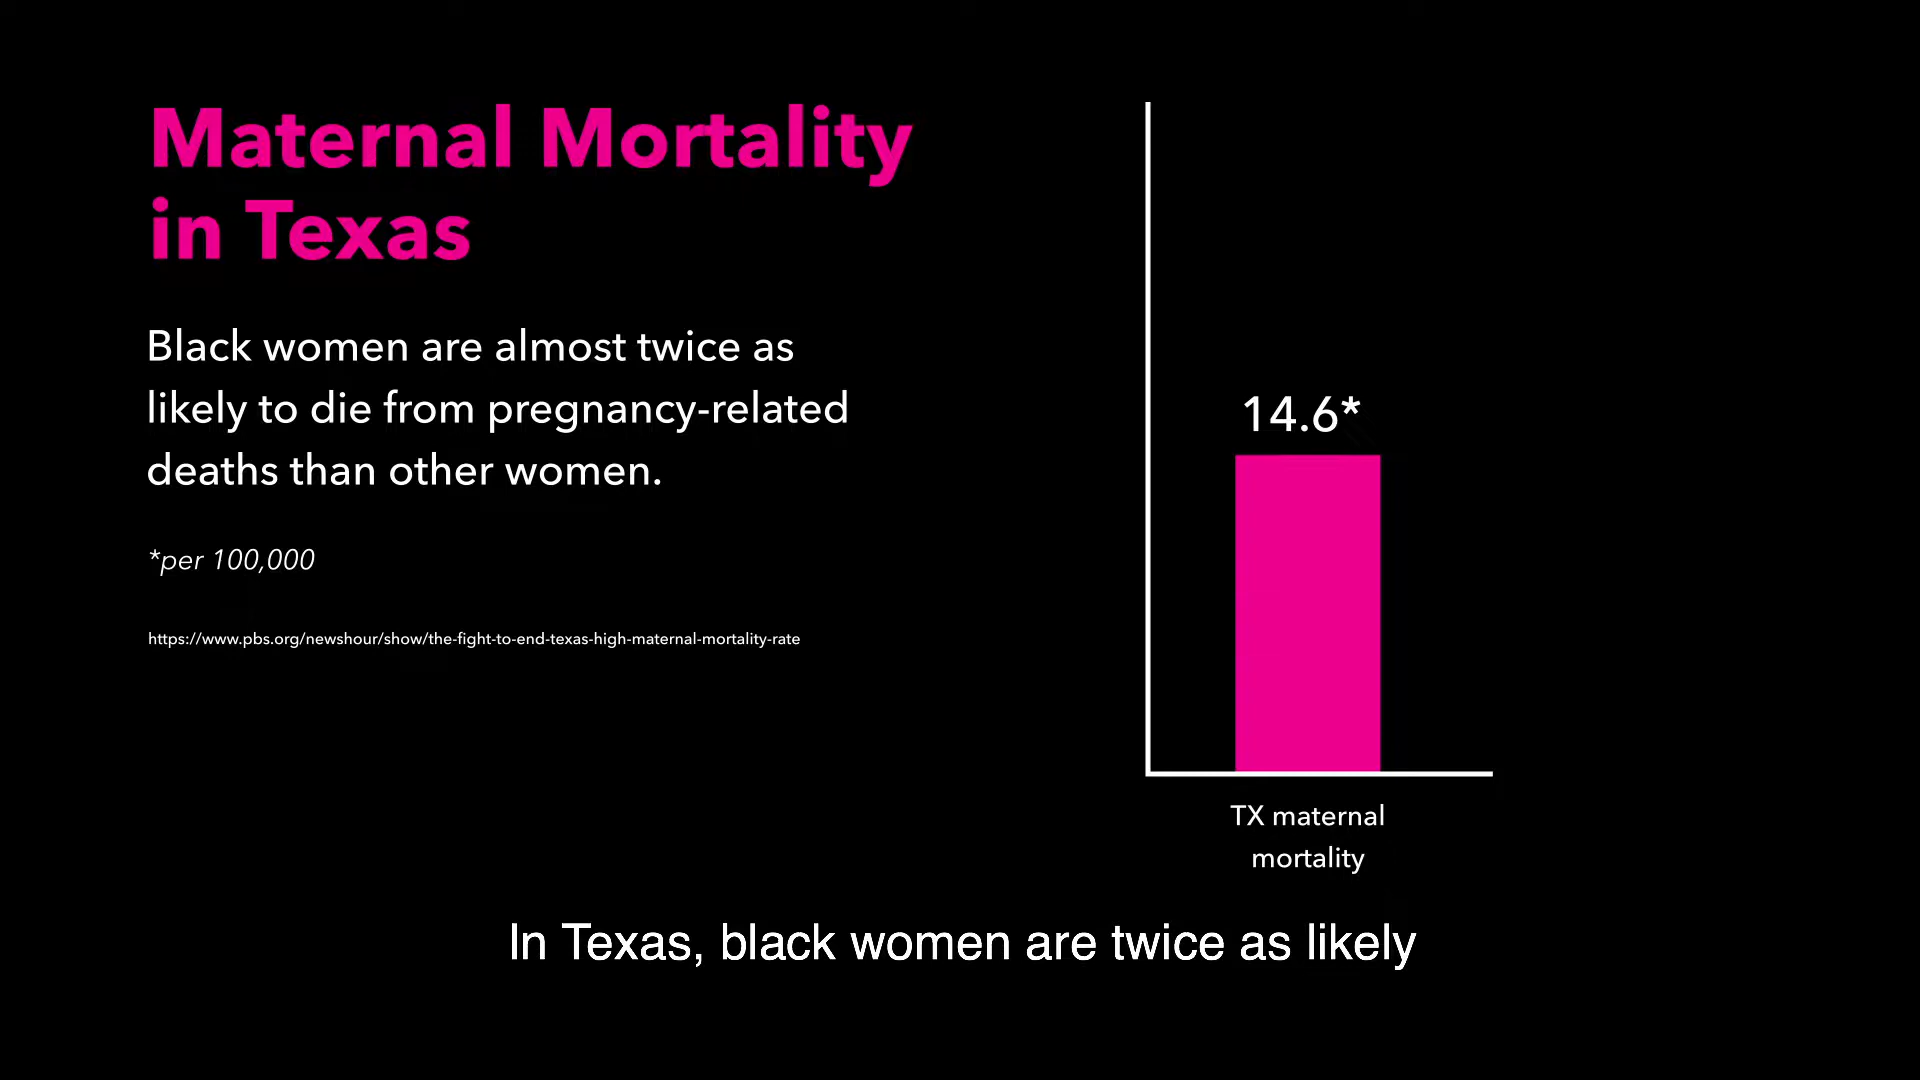 Maternal Mortality
in Texas
Black women are almost twice as
likely to die from pregnancy-related
deaths than other women.
*per 100,000
https://www.pbs.org/newshour/show/the-fight-to-end-texas-high-maternal-mortality-rate
14.6*
TX maternal
mortality
In Texas, black women are twice as likely